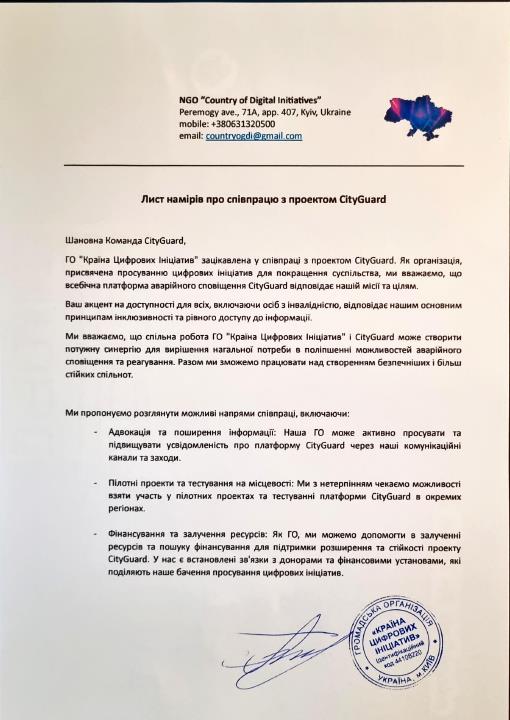 NGO "Country of Digital Initiatives"
Peremogy ave., 71A, app. 407, Kyiv, Ukraine
mobile: +380631320500
email: countryogdi@gmail.com
Лист намірів про співпрацю з проектом CityGuard
Шановна Команда CityGuard,
ГО "Країна Цифрових Ініціатив" зацікавлена у співпраці з проектом CityGuard. Як організація,
присвячена просуванню цифрових ініціатив для покращення суспільства, ми вважаємо, що
всебічна платформа аварійного сповіщення CityGuard відповідає нашій місії та цілям.
Ваш акцент на доступності для всіх, включаючи осіб з інвалідністю, відповідає нашим основним
принципам інклюзивності та рівного доступу до інформації.
Ми вважаємо, що спільна робота ГО "Країна Цифрових Ініціатив" і CityGuard може створити
потужну синергію для вирішення нагальної потреби в поліпшенні можливостей аварійного
сповіщення та реагування. Разом ми зможемо працювати над створенням безпечніших і більш
стійких спільнот.
Ми пропонуємо розглянути можливі напрями співпраці, включаючи:
- Адвокація та поширення інформації: Наша ГО може активно просувати та
підвищувати усвідомленість про платформу CityGuard через наші комунікаційні
канали та заходи.
- Пілотні проекти та тестування на місцевості: Ми з нетерпінням чекаємо можливості
взяти участь у пілотних проектах та тестуванні платформи CityGuard в окремих
регіонах.
- Фінансування та залучення ресурсів: Як ГО, ми можемо допомогти в залученні
ресурсів та пошуку фінансування для підтримки розширення та стійкості проекту
CityGuard. У нас є встановлені зв'язки з донорами та фінансовими установами, які
поділяють наше бачення просування цифрових ініціатив.
ГРОМАДСЬКА ОРГАНІЗАЦІЯ
«КРАЇНА
ЦИФРОВИХ
ІНІЦІАТИВ»
Ідентифікаційний
код 44108220
УКРАЇНА, м.КИЇВ